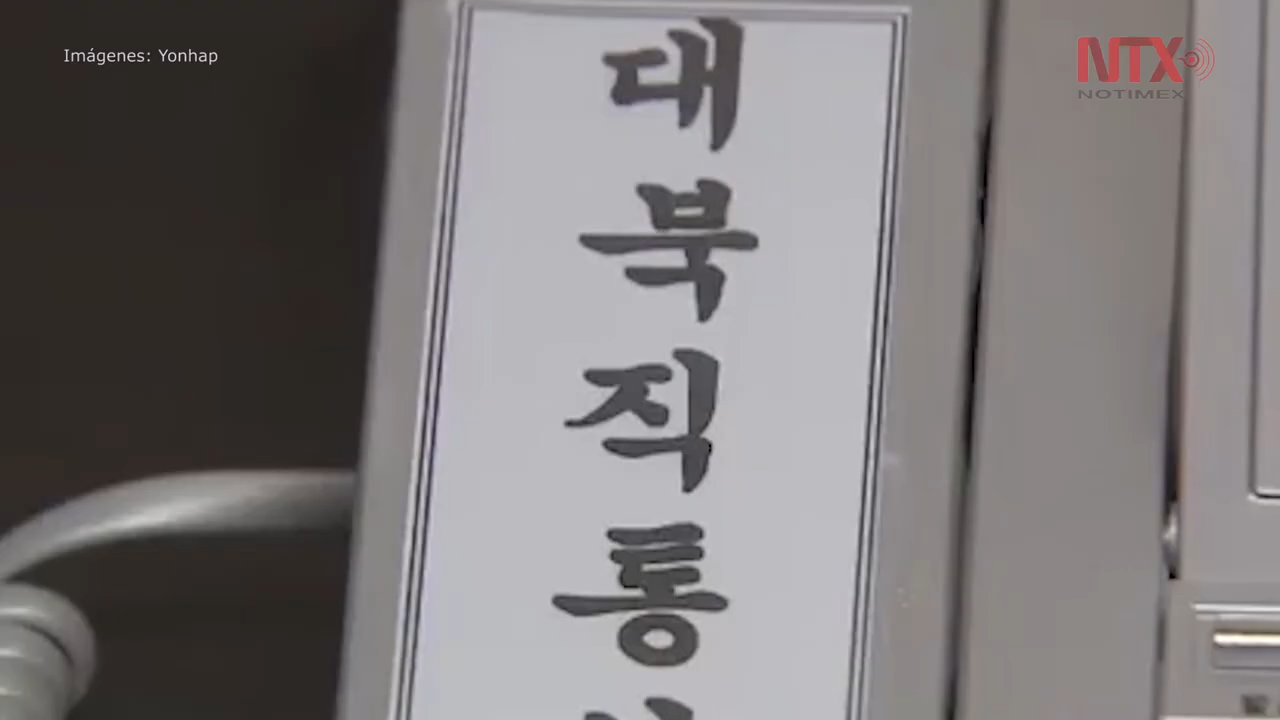 Imágenes: Yonhap
NTX
NOTIMEX
대
북
직
통